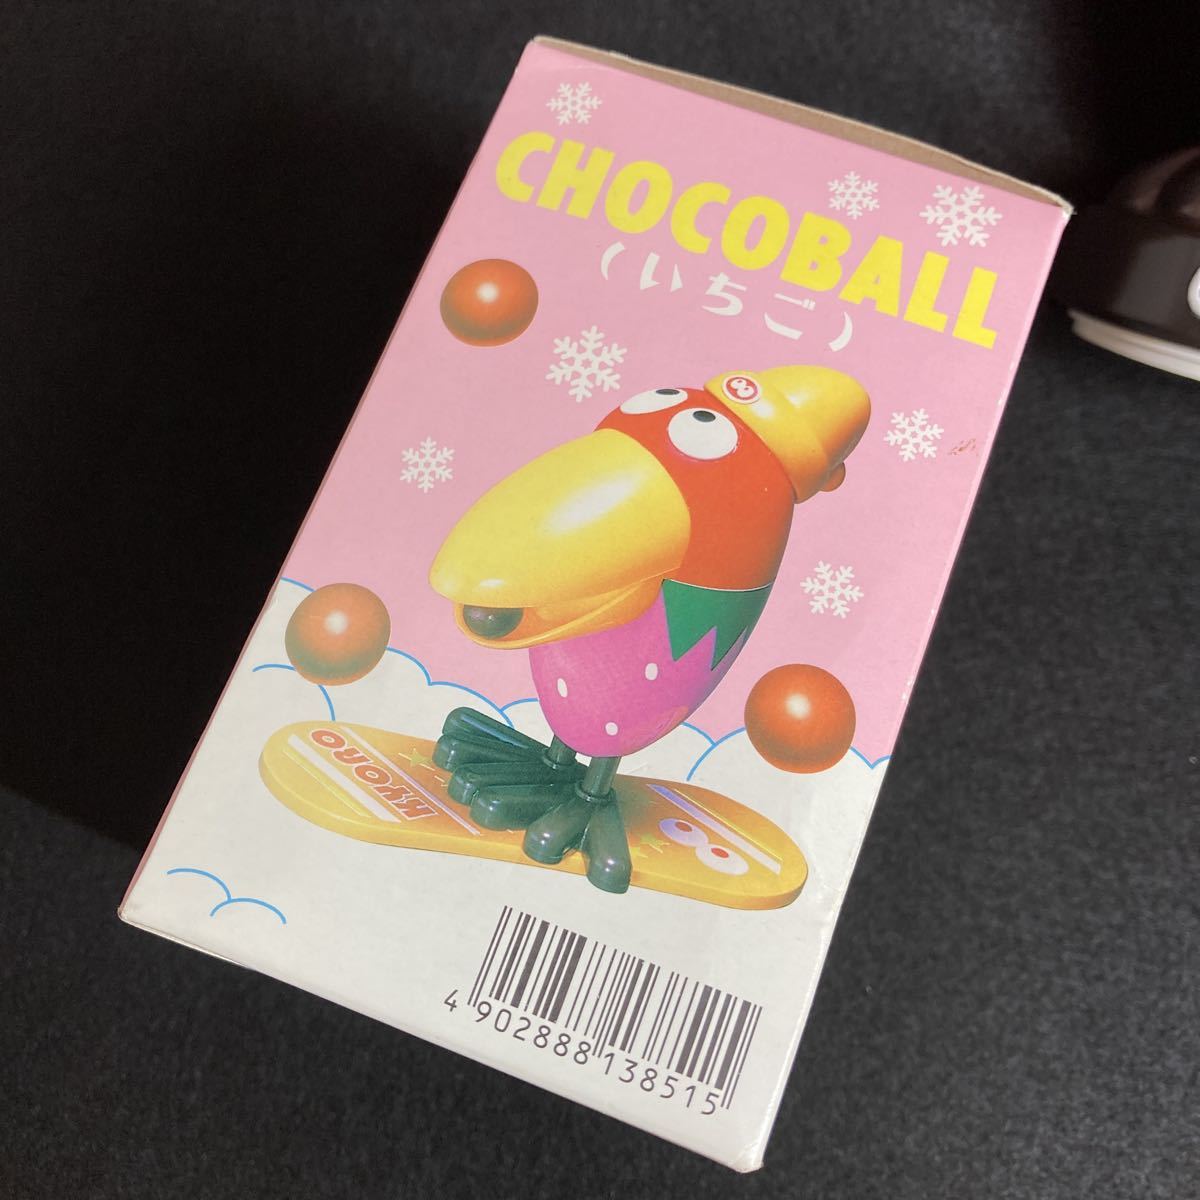 CHOCOBALL
（いちご）
KYORO
4 902888 138515